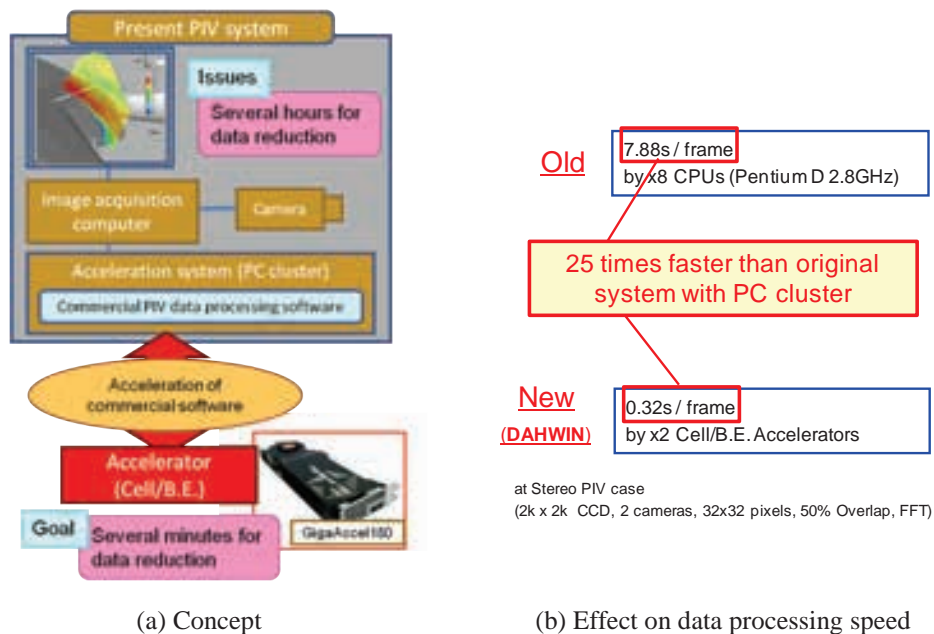 Present PIV system
Issues
Several hours for
data reduction
Image acquisition
computer
Camera
Acceleration system (PC cluster)
Commercial PIV data processing software
Acceleration of
commercial software
Accelerator
(Cell/B.E.)
GigaAccel180
Goal
Several minutes for
data reduction
(a) Concept
Old
7.88s / frame
by x8 CPUs (Pentium D 2.8GHz)
25 times faster than original
system with PC cluster
New
(DAHWIN)
0.32s / frame
by x2 Cell/B.E. Accelerators
at Stereo PIV case
(2k x 2k CCD, 2 cameras, 32x32 pixels, 50% Overlap, FFT)
(b) Effect on data processing speed